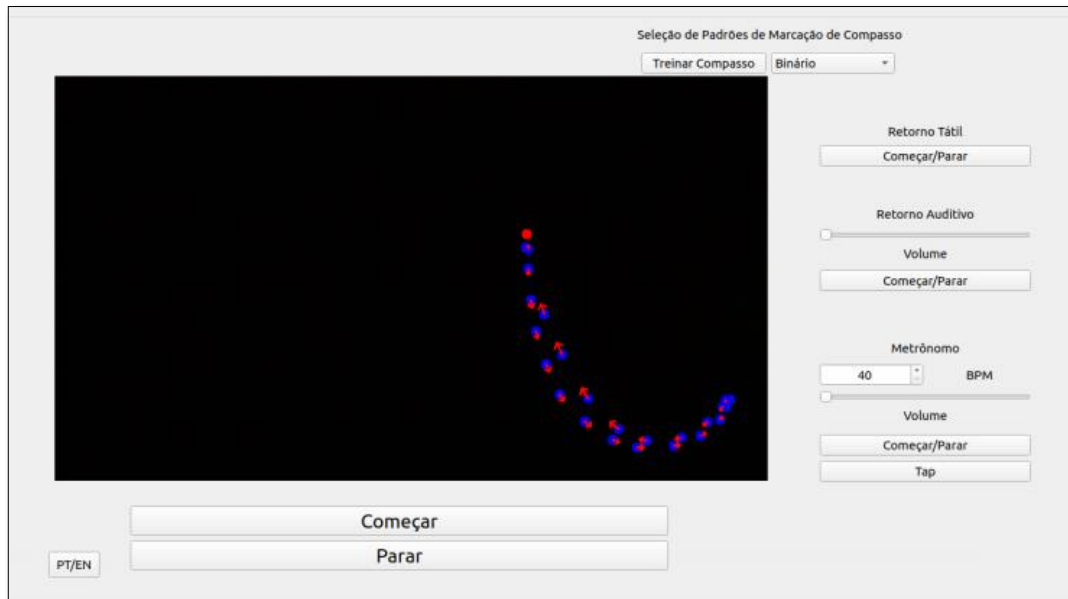 Seleção de Padrões de Marcação de Compasso
Treinar Compasso
Binário
Retorno Tátil
Começar/Parar
Retorno Auditivo
Volume
Começar/Parar
Metrônomo
40 BPM
Volume
Começar/Parar
Tap
Começar
Parar
PT/EN